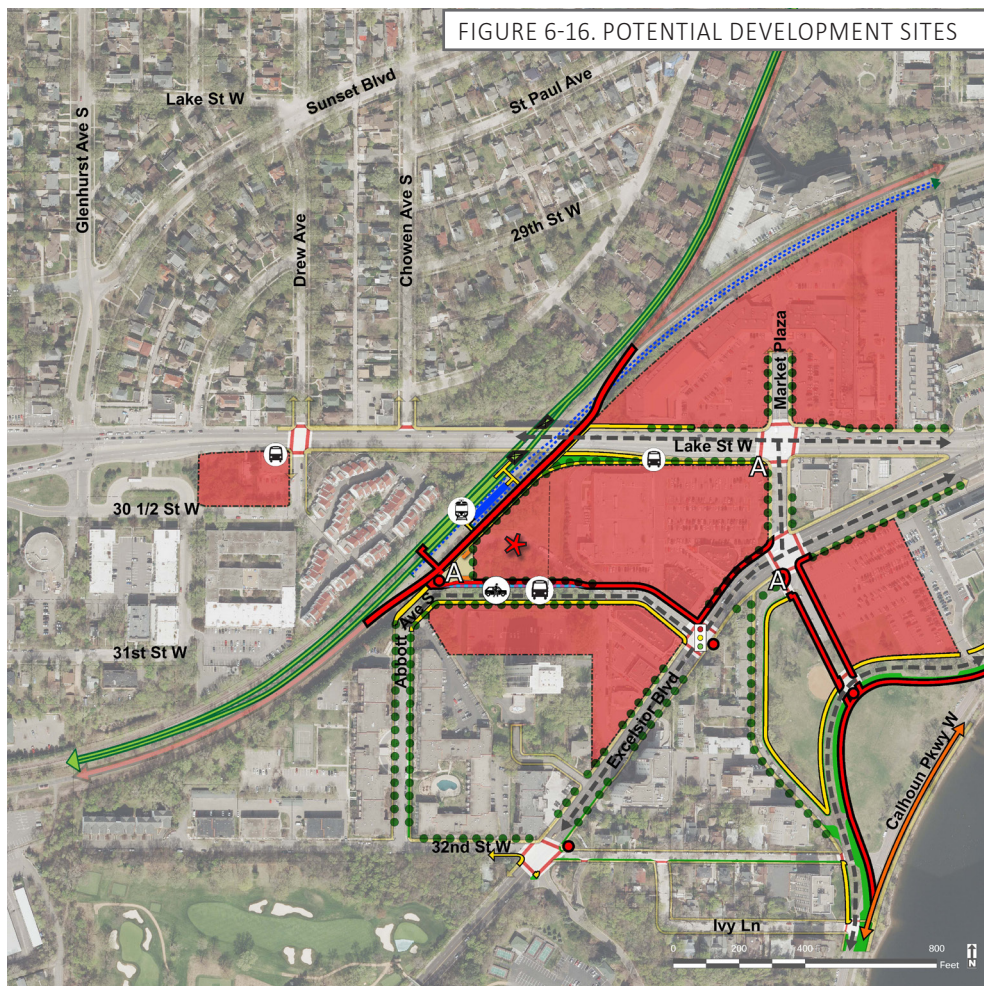 FIGURE 6-16. POTENTIAL DEVELOPMENT SITES
Lake St W
Sunset Blvd
St Paul Ave
Glenhurst Ave S
Drew Ave
Chowen Ave S
29th St W
Market Plaza
Lake St W
A
30 1/2 St W
A
A
Abbott Ave S
31st St W
Excelsior Blvd
Calhoun Pkwy W
32nd St W
Ivy Ln
0 200 400 800
Feet
N